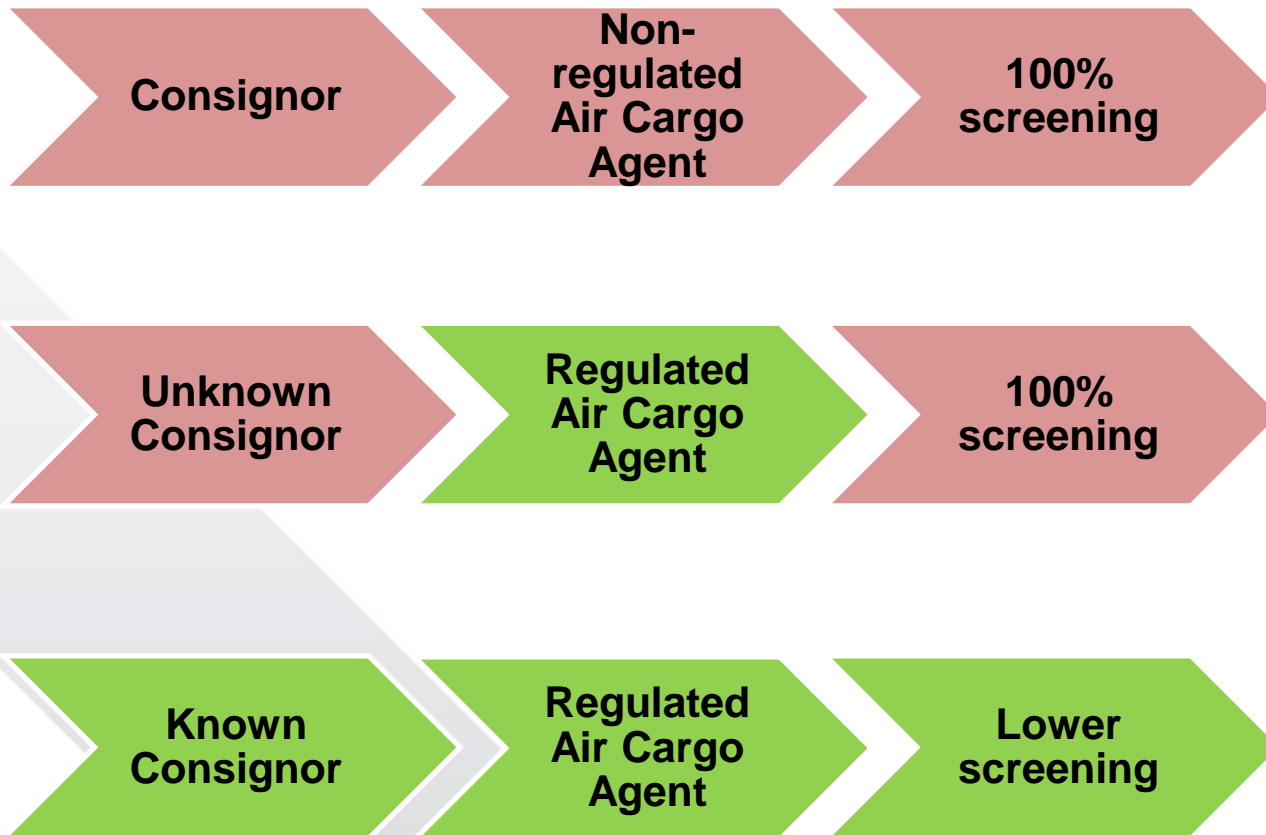 Consignor
Non-
regulated
Air Cargo
Agent
100%
screening
Unknown
Consignor
Regulated
Air Cargo
Agent
100%
screening
Known
Consignor
Regulated
Air Cargo
Agent
Lower
screening